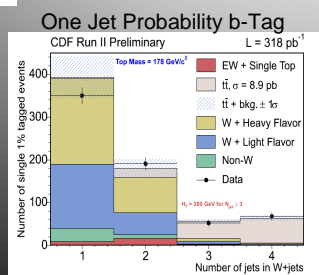 One Jet Probability b-Tag
CDF Run II Preliminary
L = 318 pb⁻¹
Top Mass = 178 GeV/c²
EW + Single Top
tt̄, σ = 8.9 pb
tt̄ + bkg. ± 1σ
W + Heavy Flavor
W + Light Flavor
Non-W
Data
H_T > 200 GeV for N_jet ≥ 3
Number of single 1% tagged events
400
300
200
100
0
1 2 3 4
Number of jets in W+jets